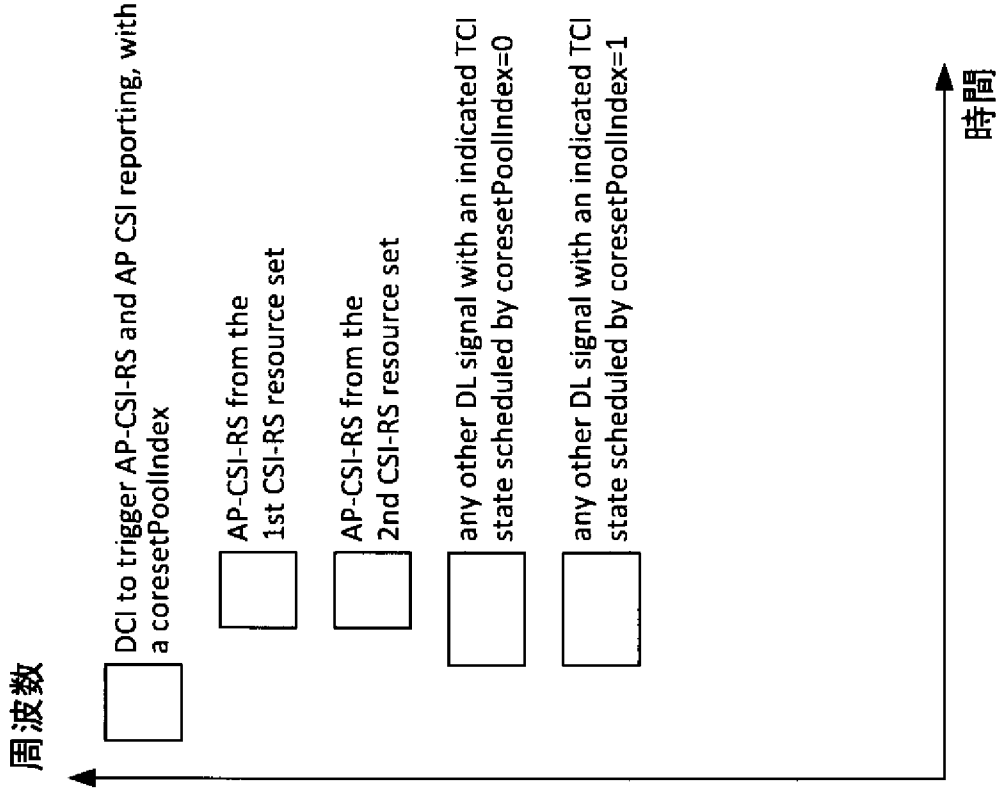 周波数
DCI to trigger AP-CSI-RS and AP CSI reporting, with
a coresetPoolIndex
AP-CSI-RS from the
1st CSI-RS resource set
AP-CSI-RS from the
2nd CSI-RS resource set
any other DL signal with an indicated TCI
state scheduled by coresetPoolIndex=0
any other DL signal with an indicated TCI
state scheduled by coresetPoolIndex=1
時間